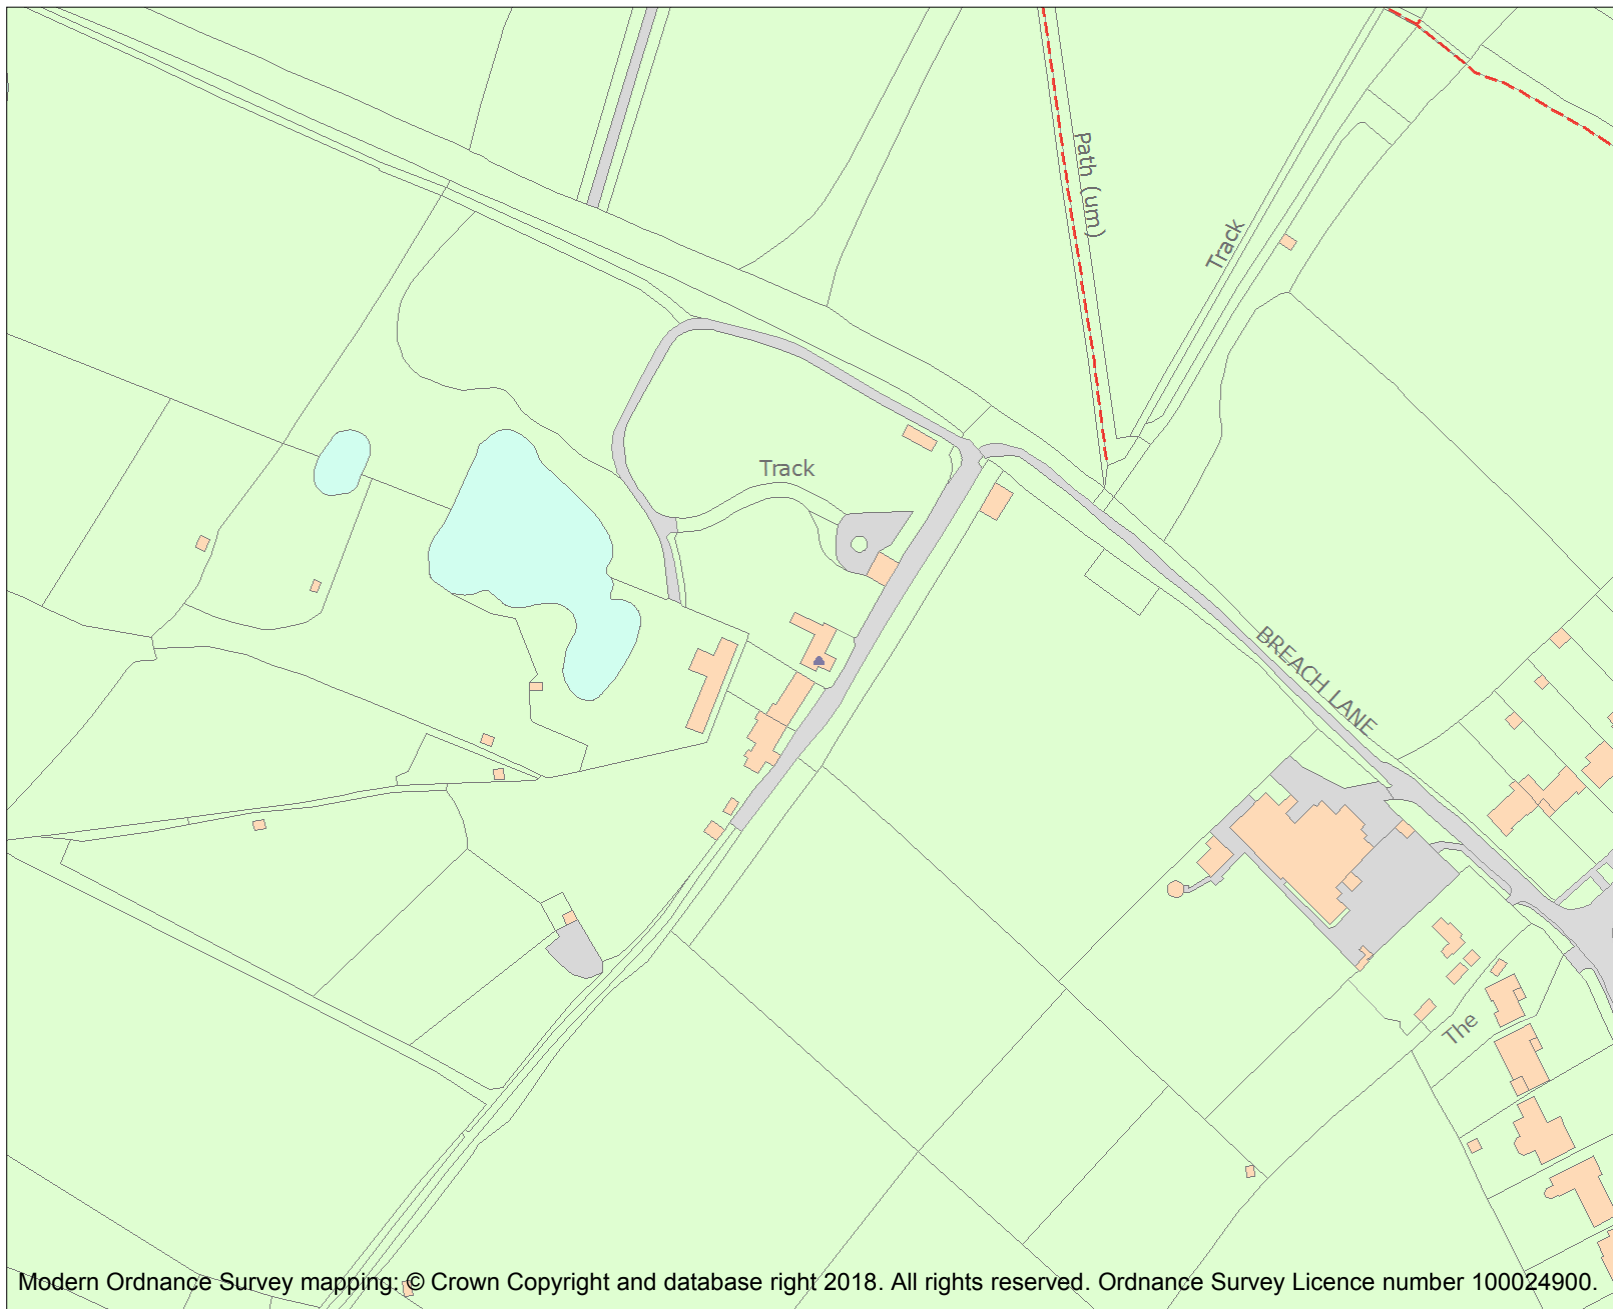 Path (um)
Track
Track
BREACH LANE
The
Modern Ordnance Survey mapping: © Crown Copyright and database right 2018. All rights reserved. Ordnance Survey Licence number 100024900.